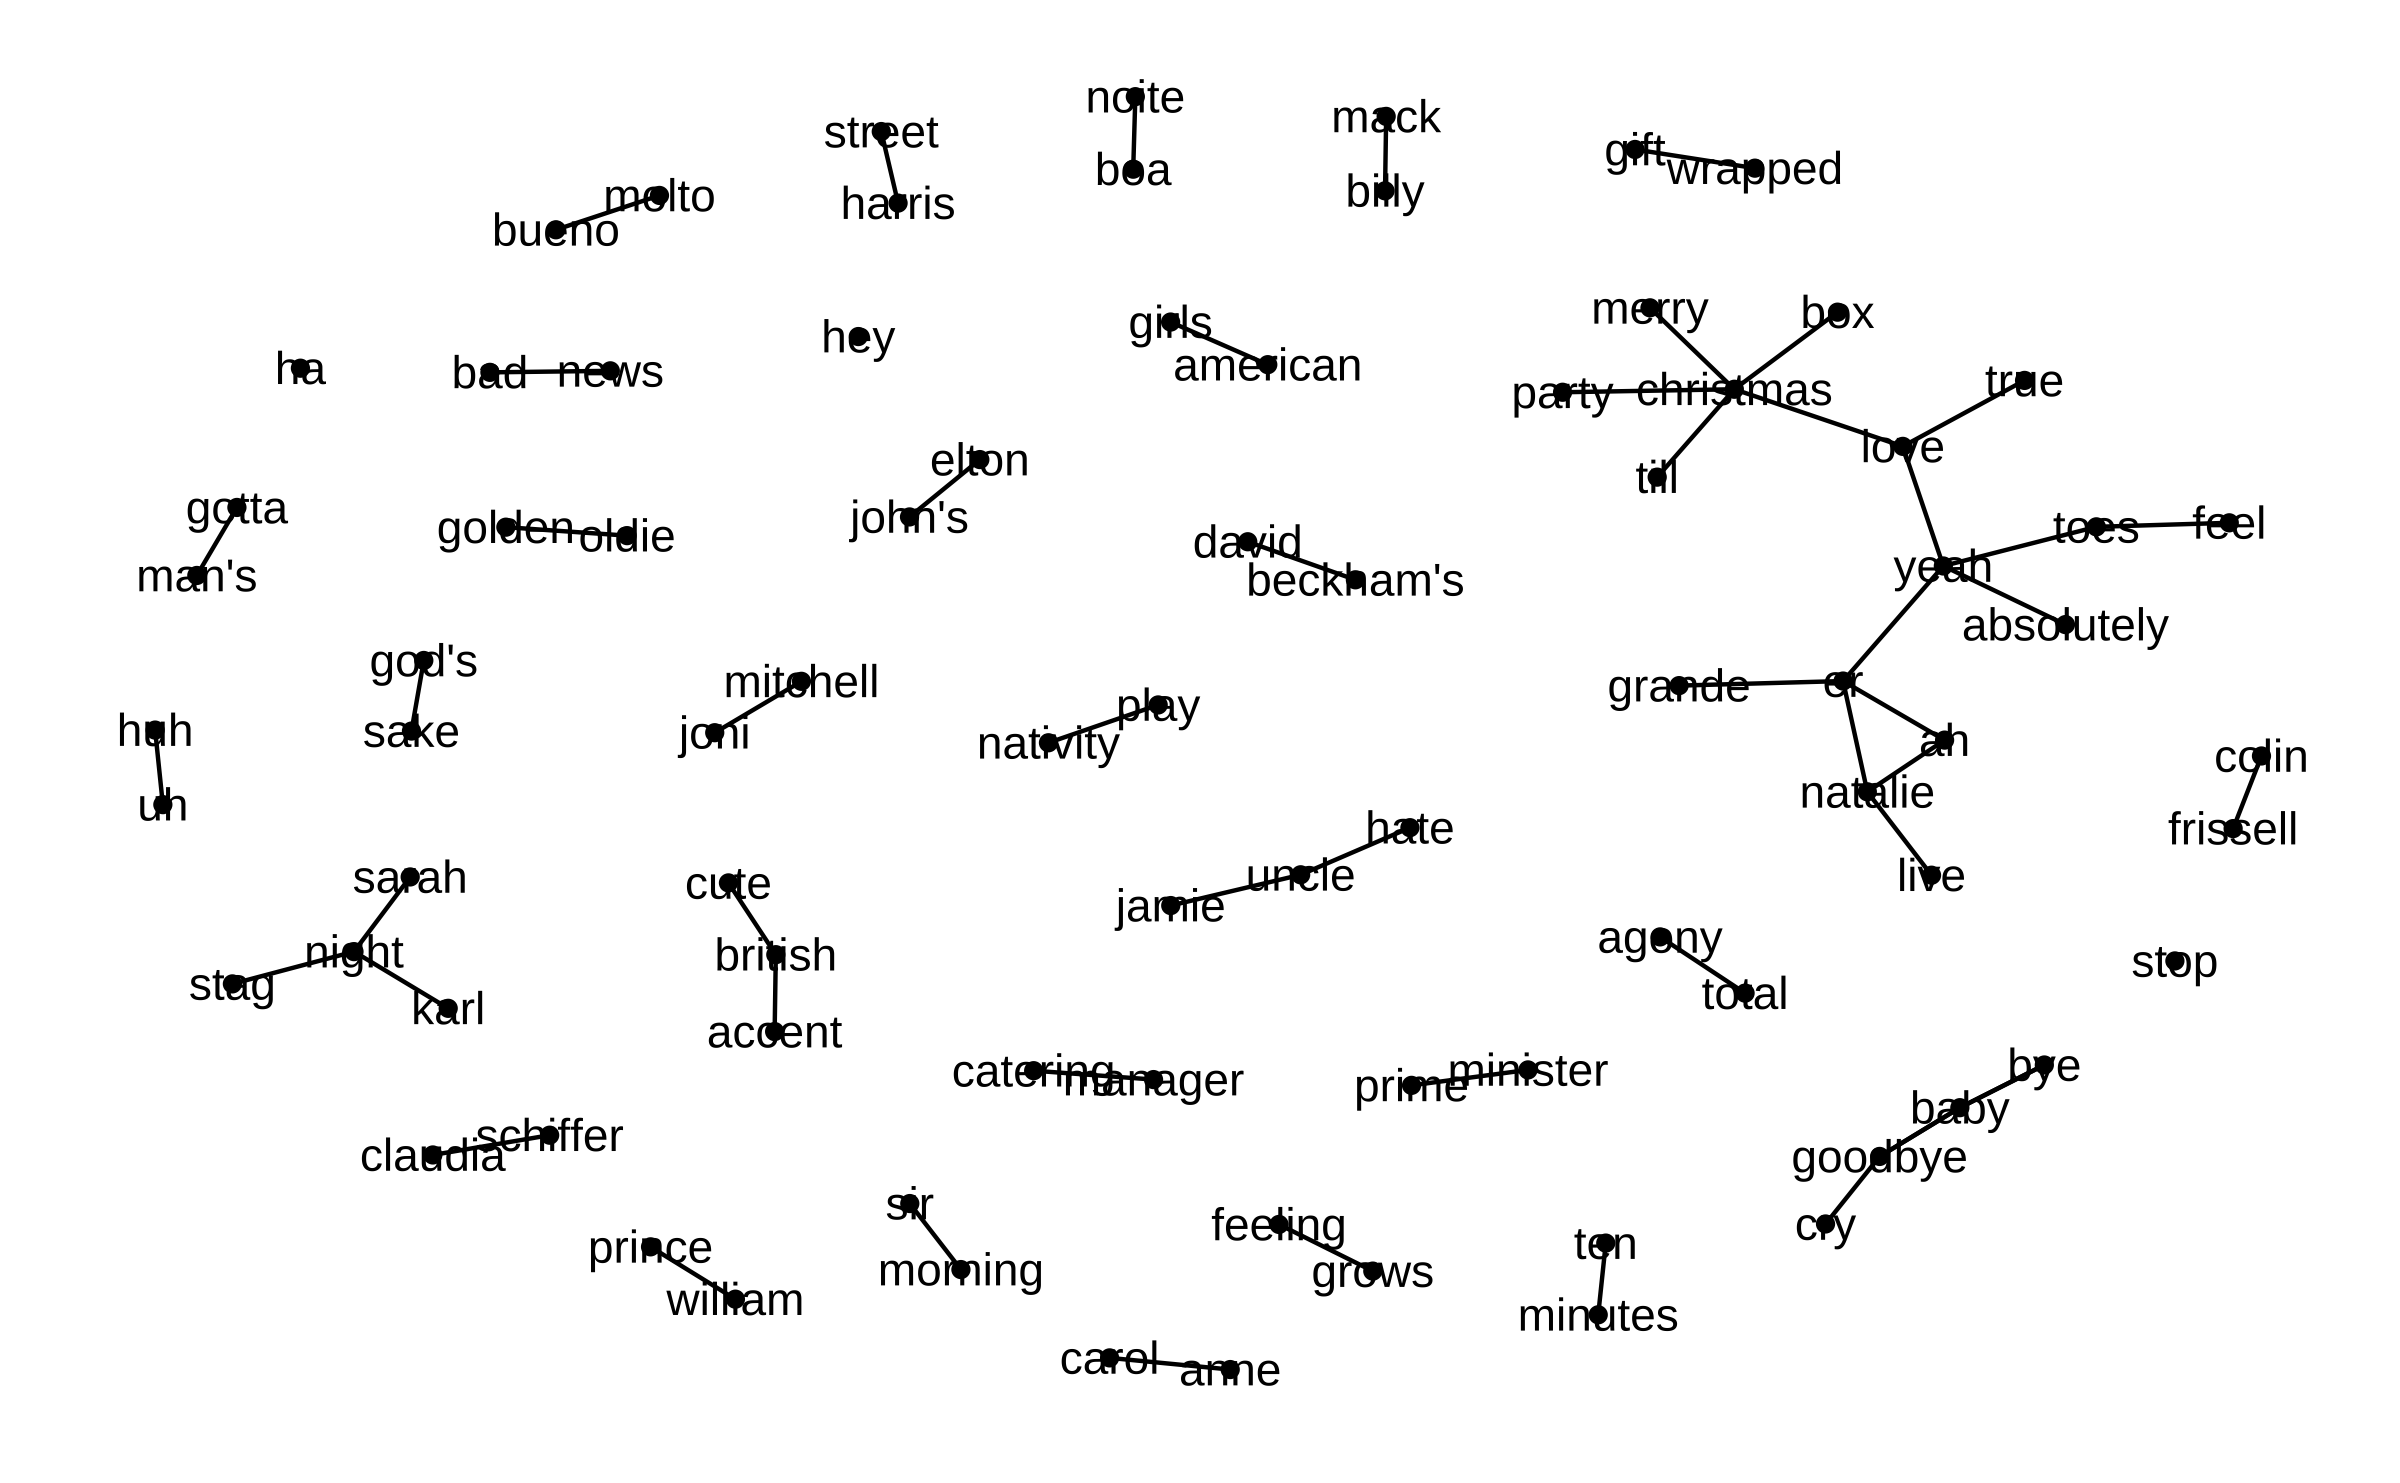 noite
mack
street
boa
gift
wrapped
billy
molto
harris
bueno
merry
box
girls
hey
american
ha
bad
news
true
party
christmas
love
elton
till
gotta
john's
golden
oldie
toes
feel
david
yeah
man's
beckham's
absolutely
god's
mitchell
grande
er
play
huh
sake
joni
nativity
ah
colin
natalie
uh
hate
frissell
sarah
cute
uncle
live
jamie
night
british
agony
stop
stag
total
karl
accent
bye
catering
manager
prime
minister
baby
schiffer
claudia
goodbye
sir
feeling
cry
prince
ten
morning
grows
william
minutes
carol
anne